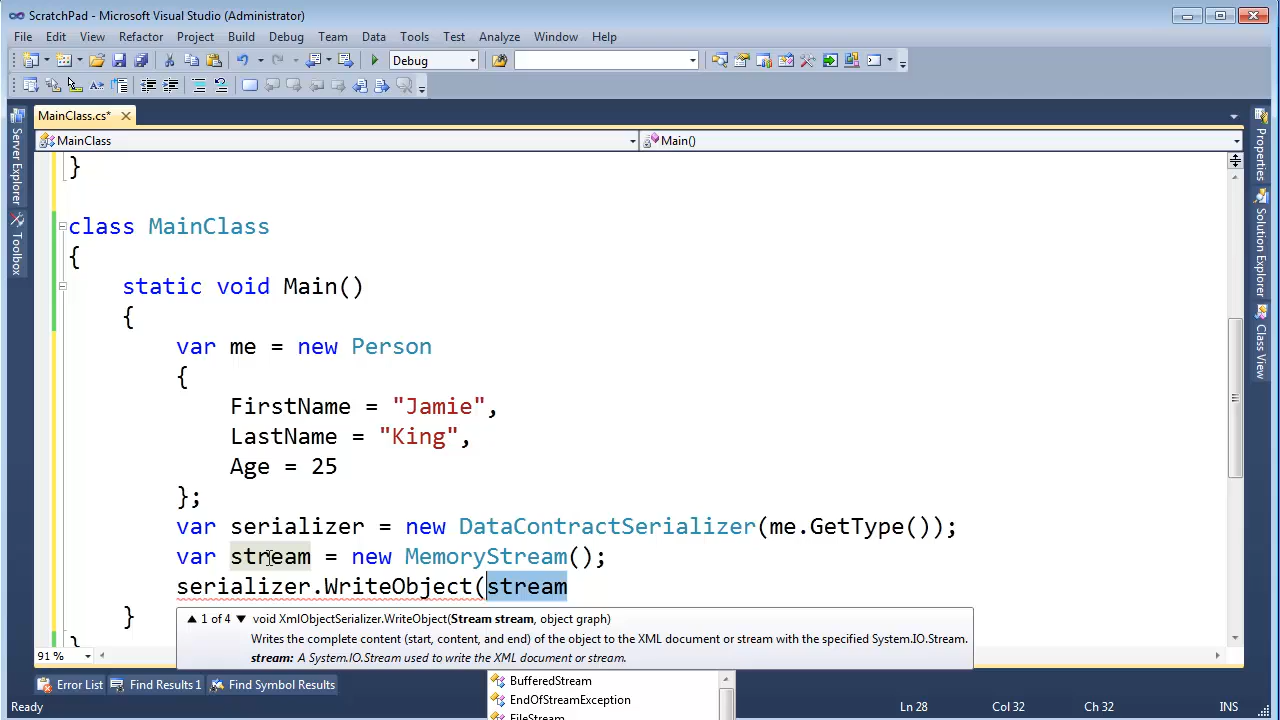 ScratchPad - Microsoft Visual Studio (Administrator)
File Edit View Refactor Project Build Debug Team Data Tools Test Analyze Window Help
Debug
MainClass.cs*
MainClass Main()
Server Explorer
Toolbox
Properties
Solution Explorer
Class View
}
class MainClass
{
static void Main()
{
var me = new Person
{
FirstName = "Jamie",
LastName = "King",
Age = 25
};
var serializer = new DataContractSerializer(me.GetType());
var stream = new MemoryStream();
serializer.WriteObject(stream
}
1 of 4 void XmlObjectSerializer.WriteObject(Stream stream, object graph)
Writes the complete content (start, content, and end) of the object to the XML document or stream with the specified System.IO.Stream.
stream: A System.IO.Stream used to write the XML document or stream.
91 %
BufferedStream
EndOfStreamException
FileStream
Error List Find Results 1 Find Symbol Results
Ready Ln 28 Col 32 Ch 32 INS